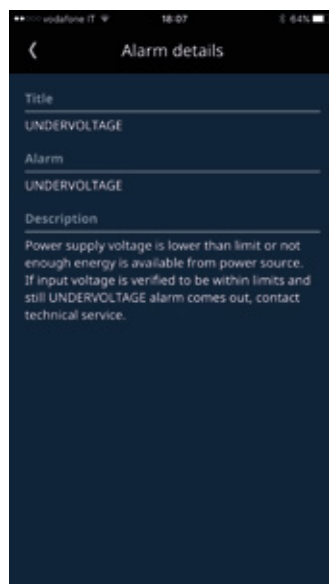 vodafone IT 18:07 64%
Alarm details
Title
UNDERVOLTAGE
Alarm
UNDERVOLTAGE
Description
Power supply voltage is lower than limit or not
enough energy is available from power source.
If input voltage is verified to be within limits and
still UNDERVOLTAGE alarm comes out, contact
technical service.